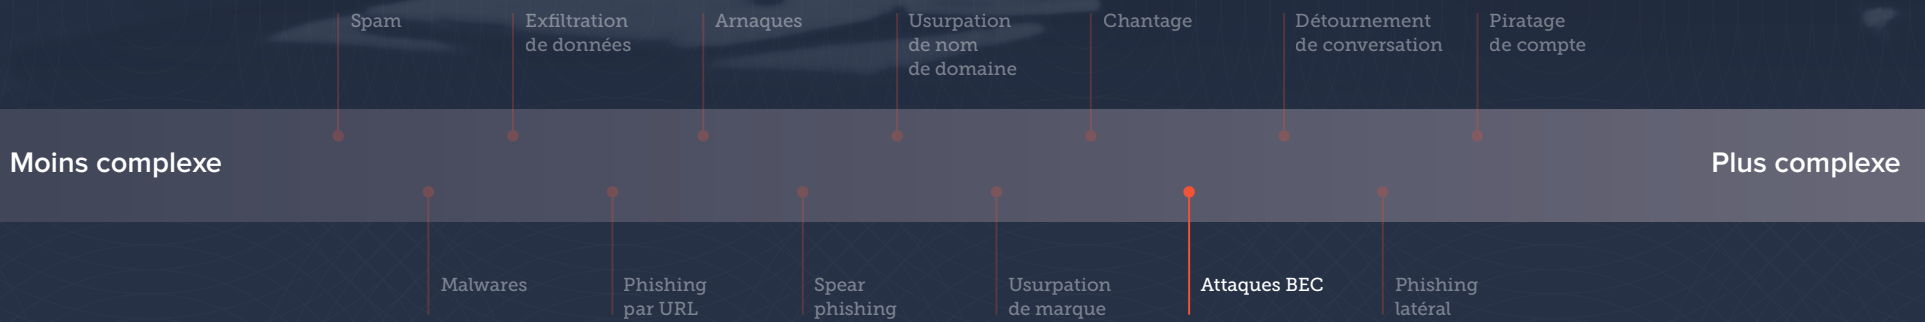 Spam
Exfiltration
de données
Arnaques
Usurpation
de nom
de domaine
Chantage
Détournement
de conversation
Piratage
de compte
Moins complexe
Plus complexe
Malwares
Phishing
par URL
Spear
phishing
Usurpation
de marque
Attaques BEC
Phishing
latéral